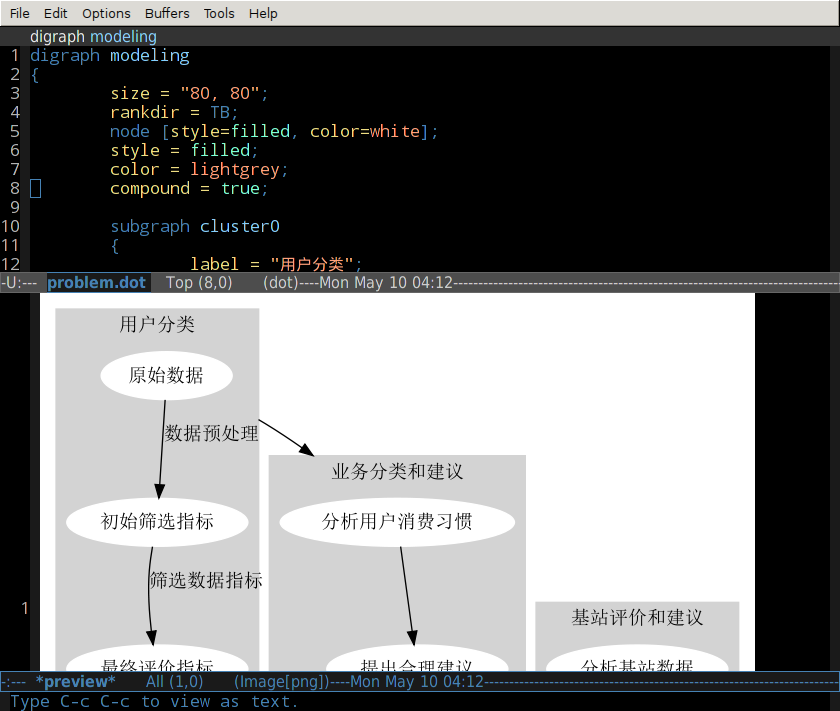 File Edit Options Buffers Tools Help
digraph modeling
1 digraph modeling
2 {
3 size = "80, 80";
4 rankdir = TB;
5 node [style=filled, color=white];
6 style = filled;
7 color = lightgrey;
8 compound = true;
9
10 subgraph cluster0
11 {
12 label = "用户分类";
-U:--- problem.dot Top (8,0) (dot)----Mon May 10 04:12--------------------
用户分类
原始数据
数据预处理
业务分类和建议
初始筛选指标
分析用户消费习惯
筛选数据指标
1
基站评价和建议
最终评价指标
提出合理建议
分析基站数据
-:--- *preview* All (1,0) (Image[png])----Mon May 10 04:12--------------------
Type C-c C-c to view as text.